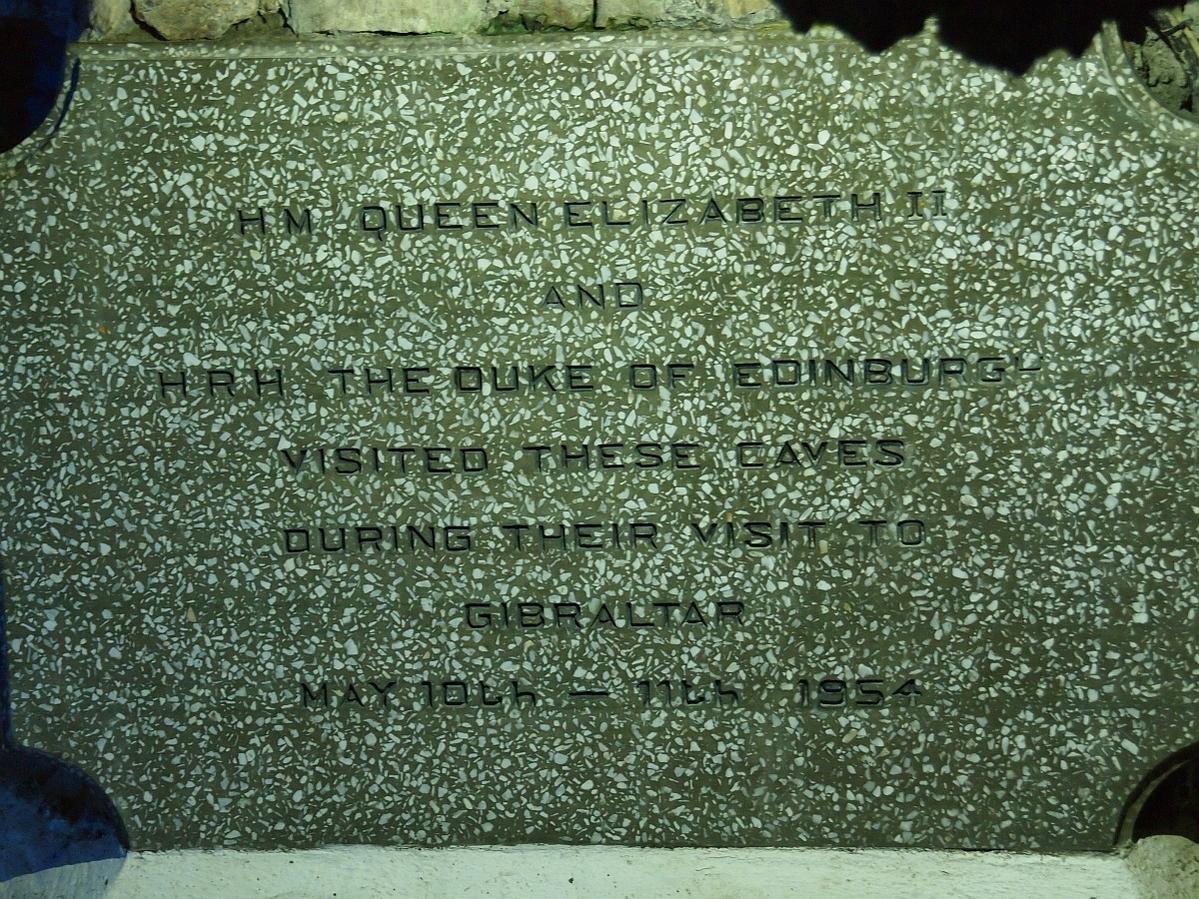 HM QUEEN ELIZABETH II
AND
HRH THE DUKE OF EDINBURGH
VISITED THESE CAVES
DURING THEIR VISIT TO
GIBRALTAR
MAY 10th — 11th 1954